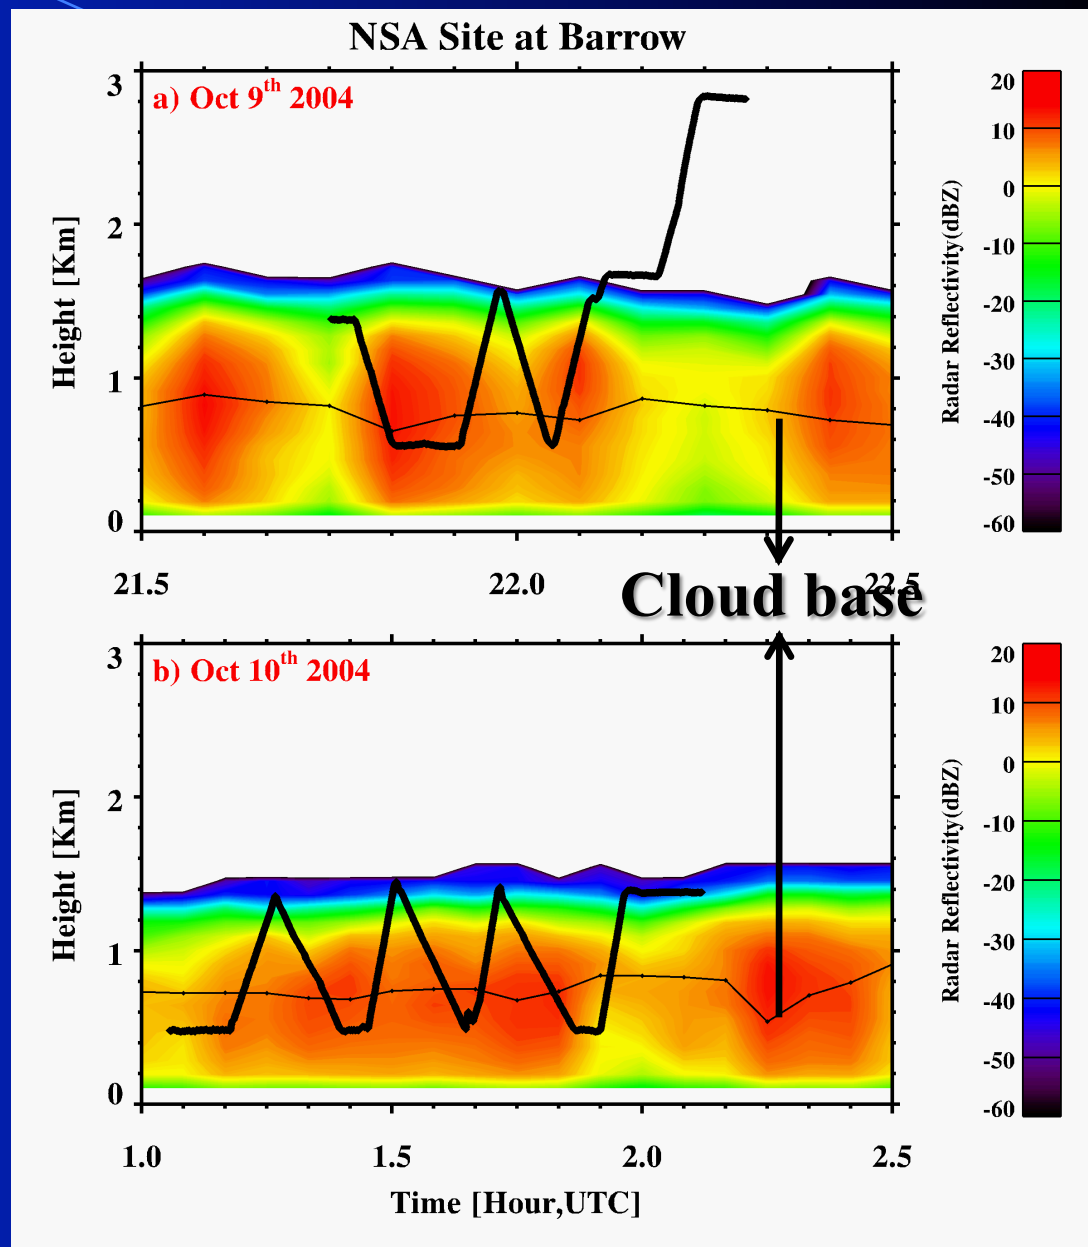 NSA Site at Barrow
a) Oct 9th 2004
3
2
1
0
Height [Km]
21.5 22.0 22.5
20
10
0
-10
-20
-30
-40
-50
-60
Radar Reflectivity(dBZ)
Cloud base
b) Oct 10th 2004
3
2
1
0
Height [Km]
1.0 1.5 2.0 2.5
Time [Hour,UTC]
20
10
0
-10
-20
-30
-40
-50
-60
Radar Reflectivity(dBZ)